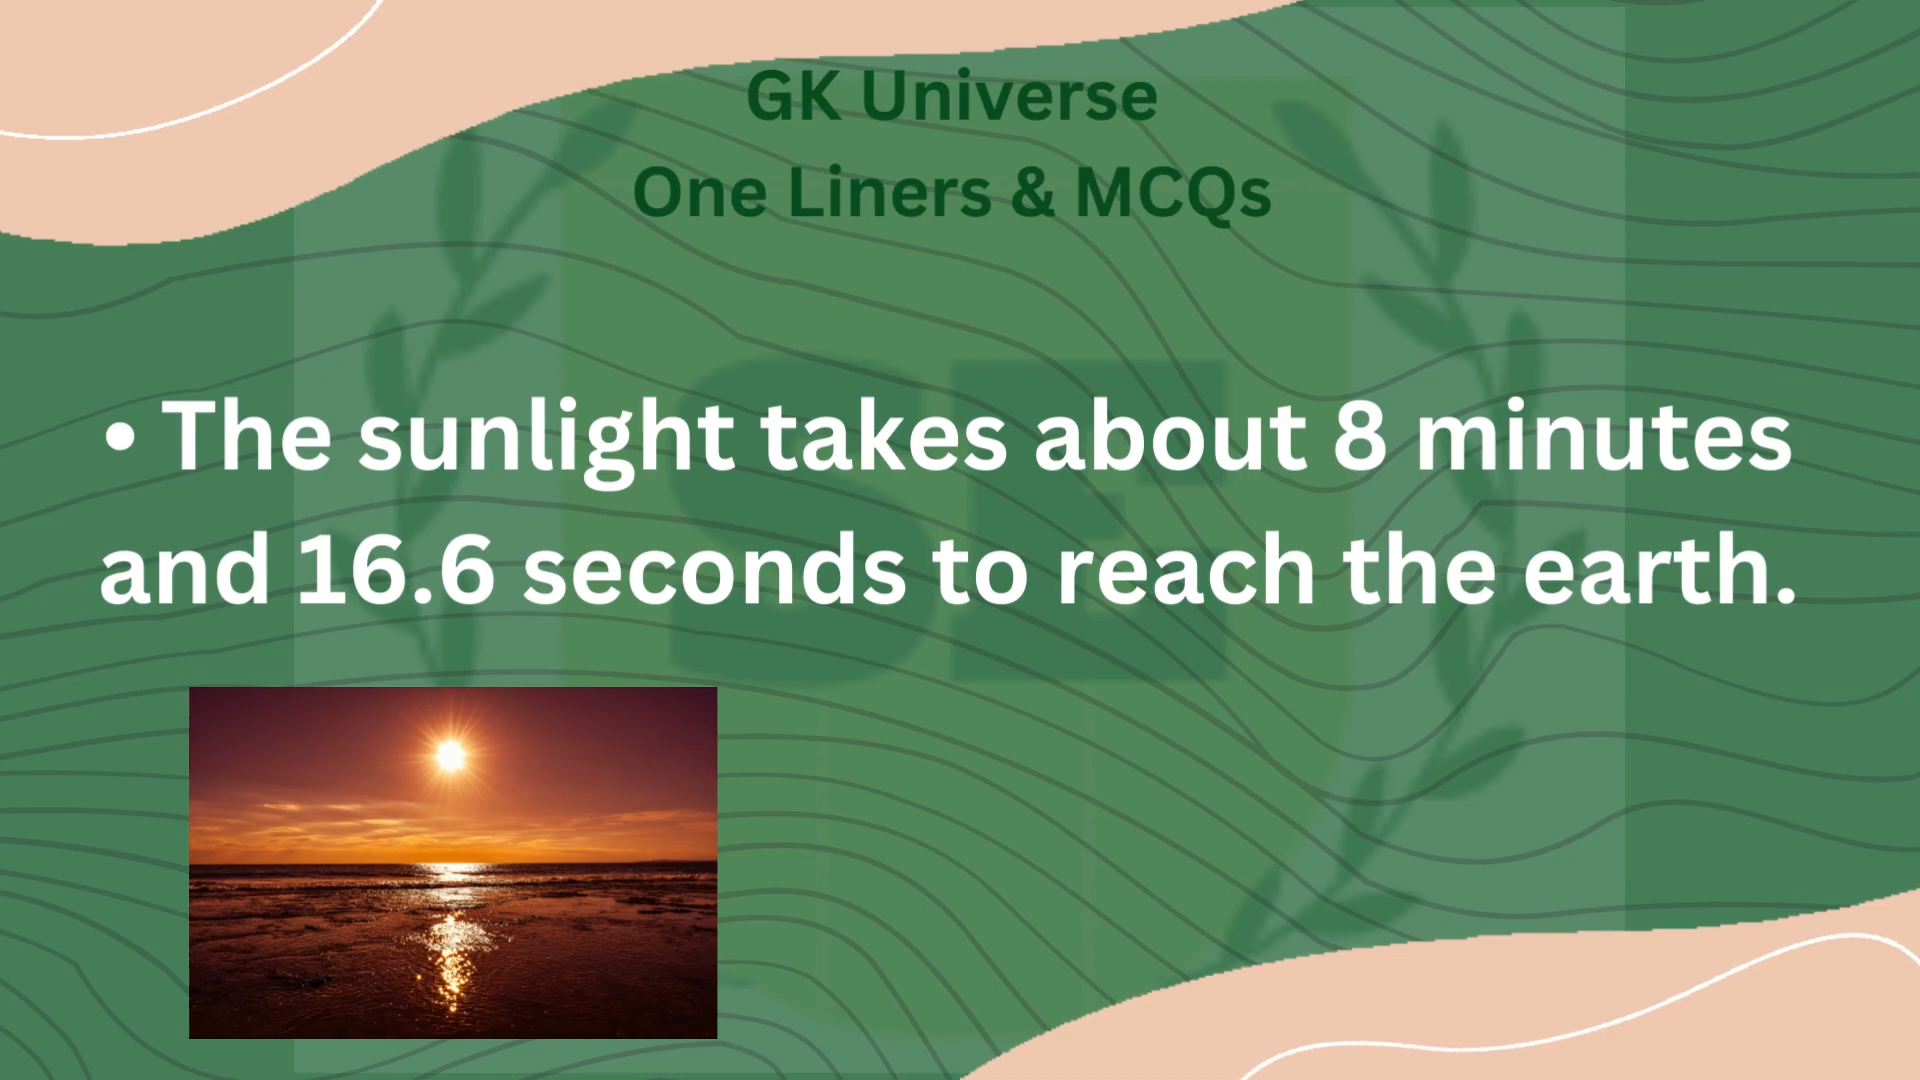 GK Universe
One Liners & MCQs
SE
• The sunlight takes about 8 minutes
and 16.6 seconds to reach the earth.